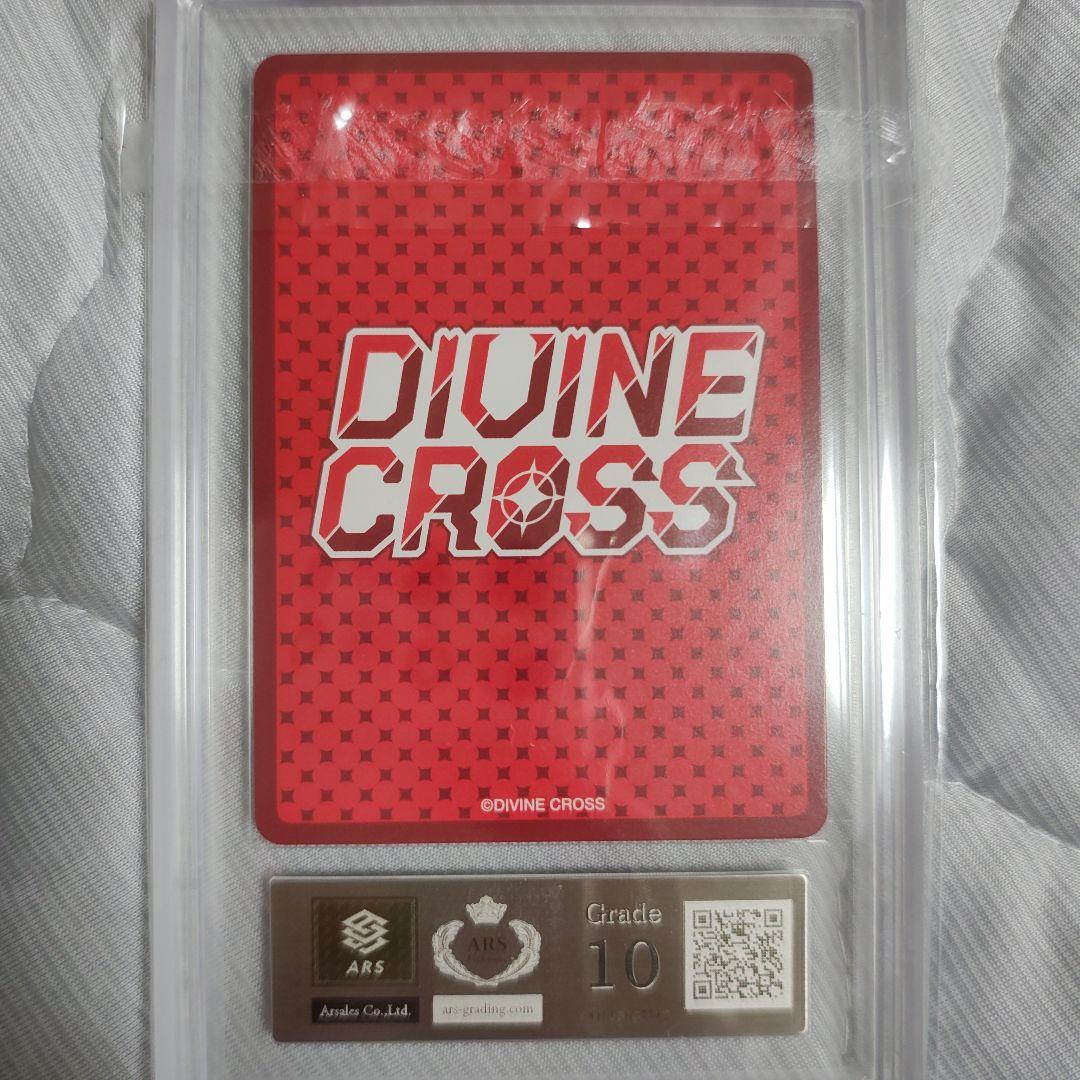 DIVINE
CROSS
©DIVINE CROSS
ARS
Arsales Co.,Ltd.
ARS
ars-grading.com
Grade
10